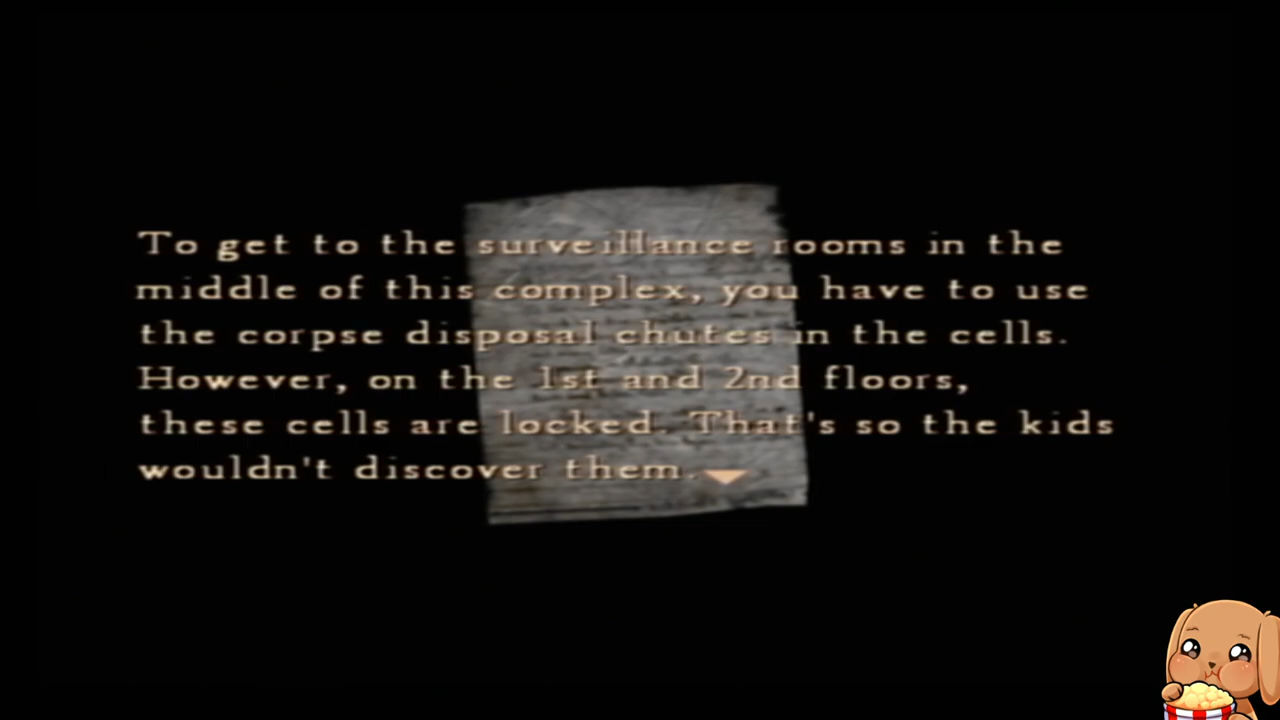 To get to the surveillance rooms in the
middle of this complex, you have to use
the corpse disposal chutes in the cells.
However, on the 1st and 2nd floors,
these cells are locked. That's so the kids
wouldn't discover them.